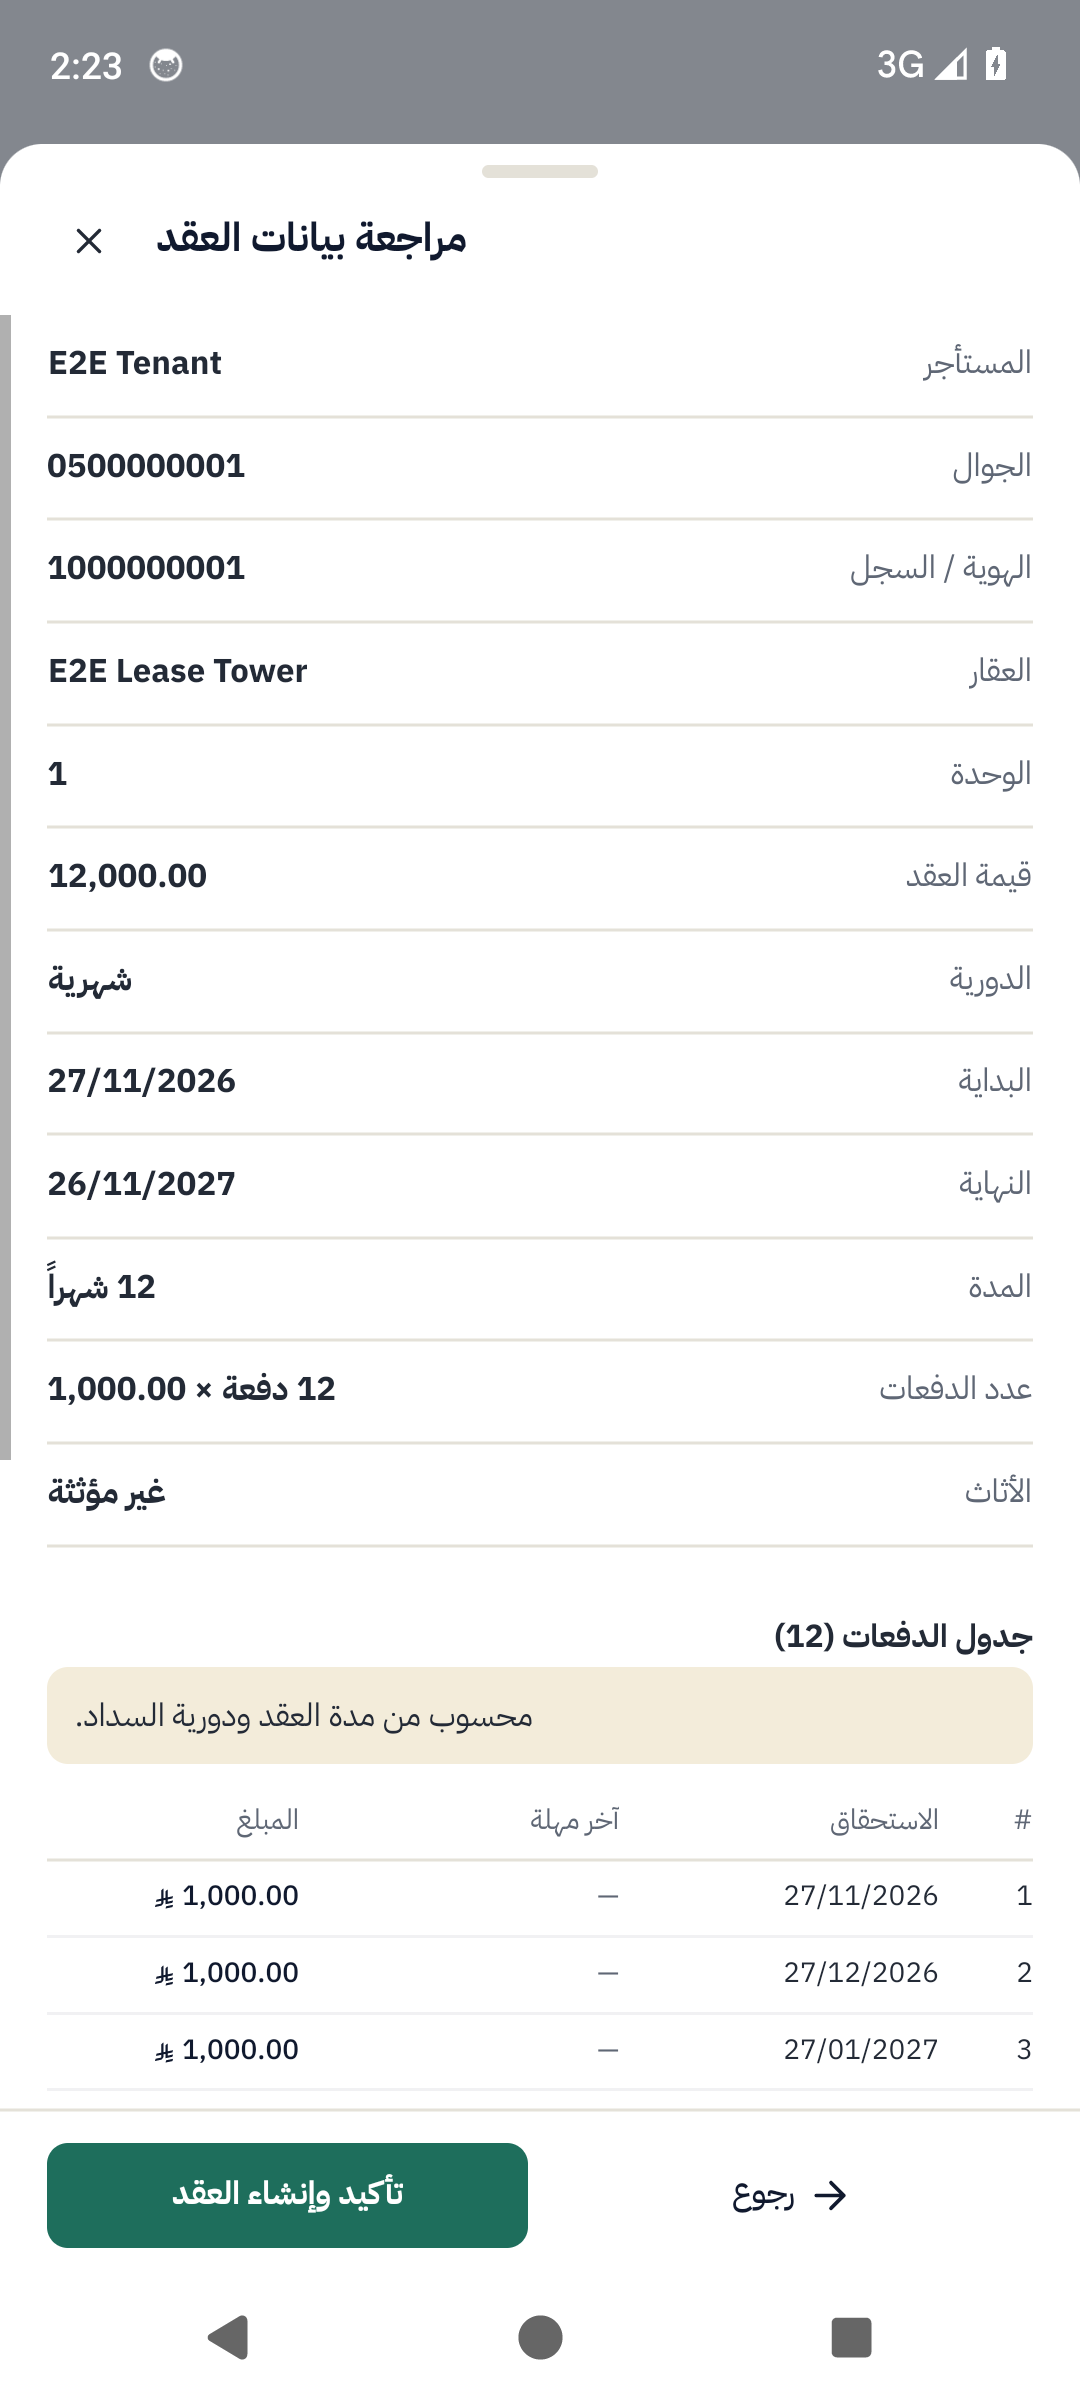 2:23
3G
مراجعة بيانات العقد
المستأجر E2E Tenant
الجوال 0500000001
الهوية / السجل 1000000001
العقار E2E Lease Tower
الوحدة 1
قيمة العقد 12,000.00
الدورية شهرية
البداية 27/11/2026
النهاية 26/11/2027
المدة 12 شهراً
عدد الدفعات 12 دفعة × 1,000.00
الأثاث غير مؤثثة
جدول الدفعات (12)
محسوب من مدة العقد ودورية السداد.
# الاستحقاق آخر مهلة المبلغ
1 27/11/2026 — 1,000.00 ⃁
2 27/12/2026 — 1,000.00 ⃁
3 27/01/2027 — 1,000.00 ⃁
رجوع
تأكيد وإنشاء العقد